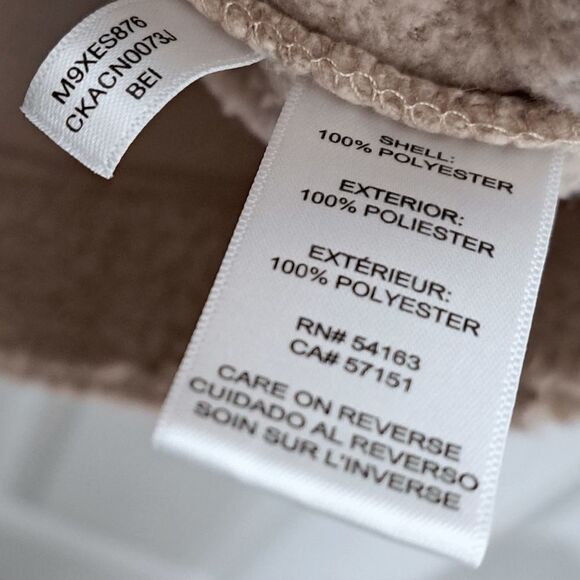 M9XES876
CKACN0073J
BEI
SHELL:
100% POLYESTER
EXTERIOR:
100% POLIESTER
EXTÉRIEUR:
100% POLYESTER
RN# 54163
CA# 57151
CARE ON REVERSE
CUIDADO AL REVERSO
SOIN SUR L'INVERSE